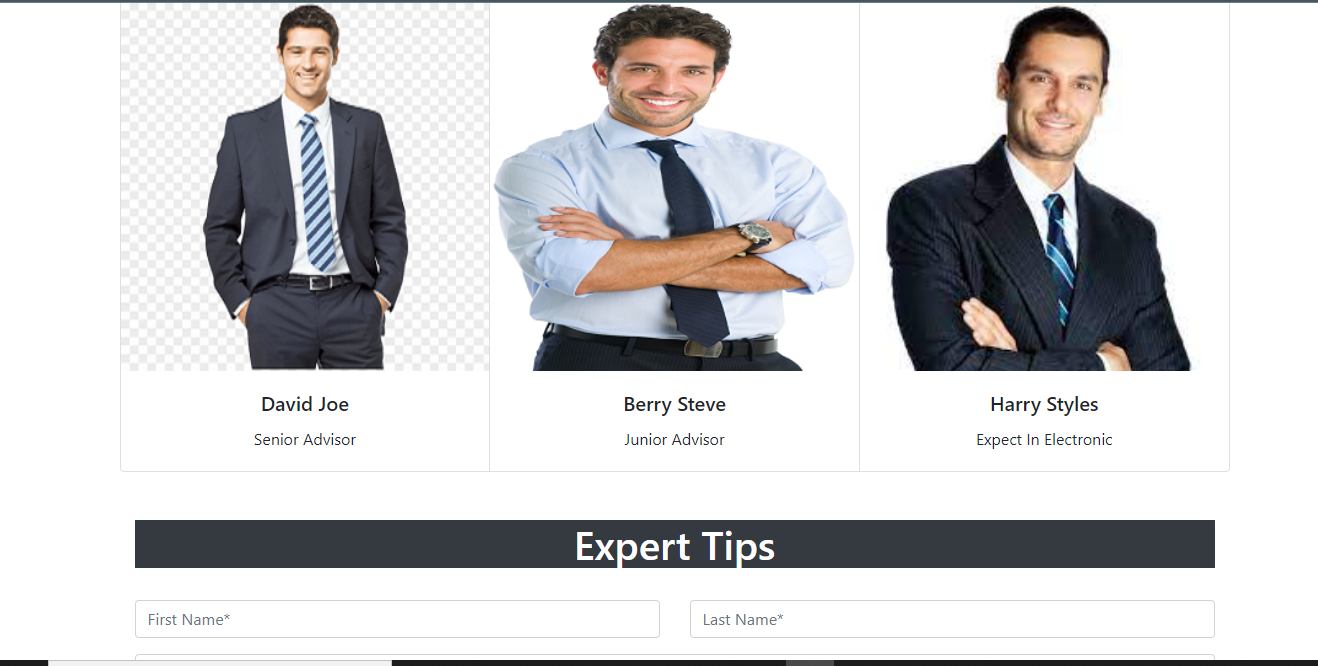 David Joe
Senior Advisor
Berry Steve
Junior Advisor
Harry Styles
Expect In Electronic
Expert Tips
First Name*
Last Name*